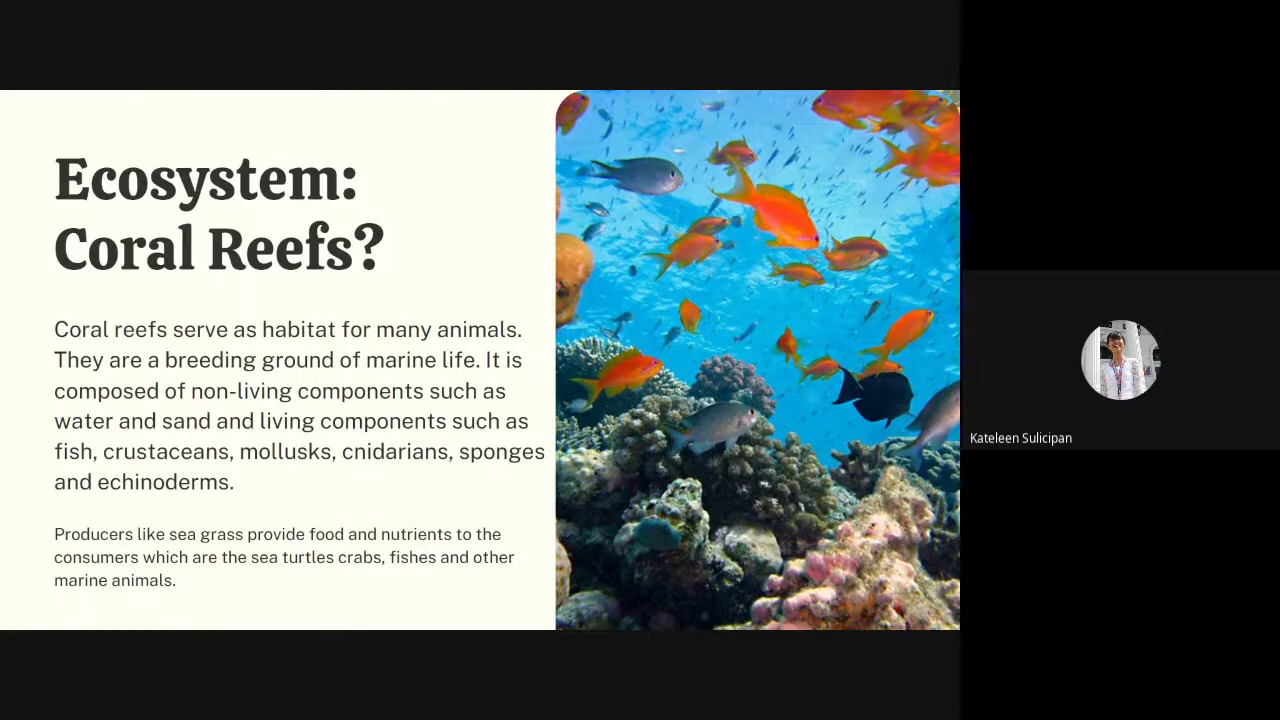 Ecosystem:
Coral Reefs?
Coral reefs serve as habitat for many animals.
They are a breeding ground of marine life. It is
composed of non-living components such as
water and sand and living components such as
fish, crustaceans, mollusks, cnidarians, sponges
and echinoderms.
Producers like sea grass provide food and nutrients to the
consumers which are the sea turtles crabs, fishes and other
marine animals.
Kateleen Sulicipan